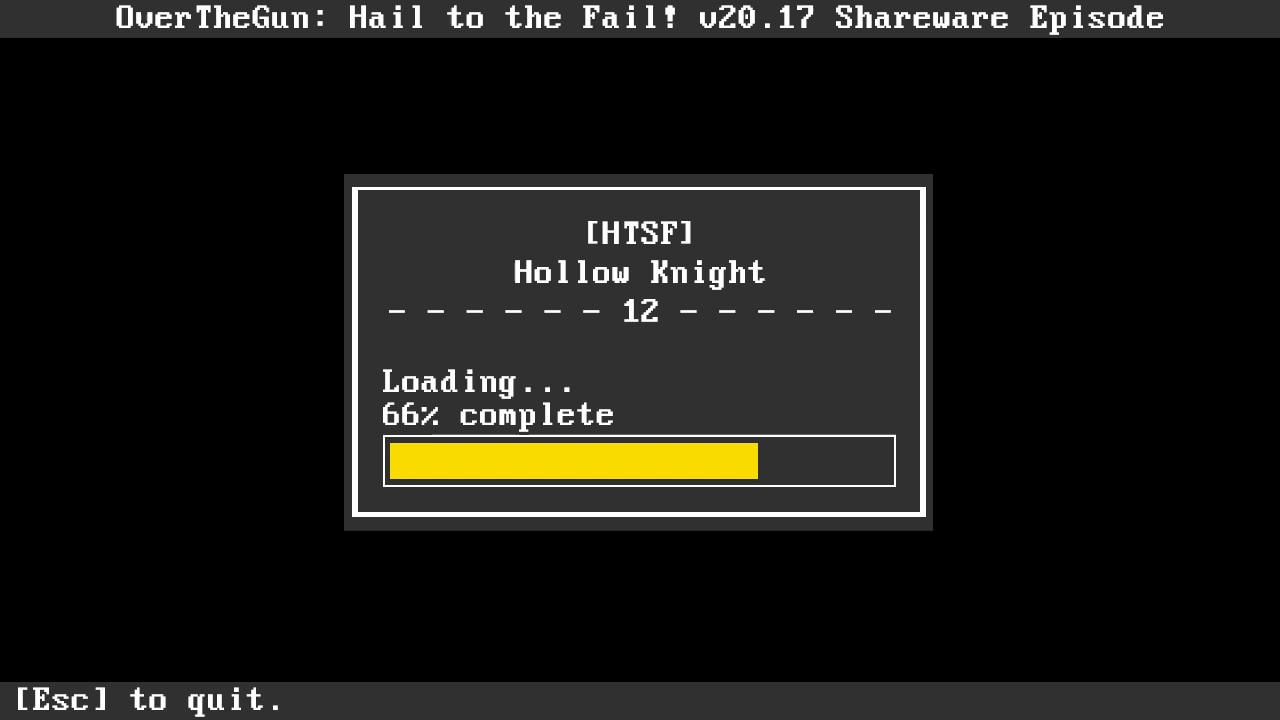 OverTheGun: Hail to the Fail! v20.17 Shareware Episode
[HTSF]
Hollow Knight
- - - - - - 12 - - - - - -
Loading...
66% complete
[Esc] to quit.